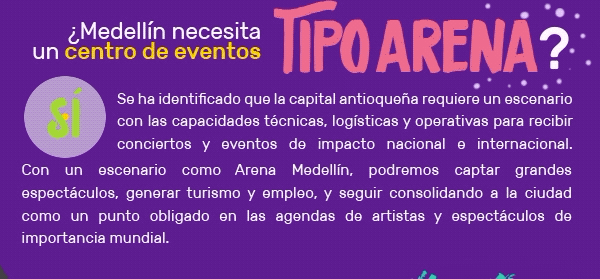 ¿Medellín necesita
un centro de eventos
TIPO ARENA?
SÍ
Se ha identificado que la capital antioqueña requiere un escenario
con las capacidades técnicas, logísticas y operativas para recibir
conciertos y eventos de impacto nacional e internacional.
Con un escenario como Arena Medellín, podremos captar grandes
espectáculos, generar turismo y empleo, y seguir consolidando a la ciudad
como un punto obligado en las agendas de artistas y espectáculos de
importancia mundial.